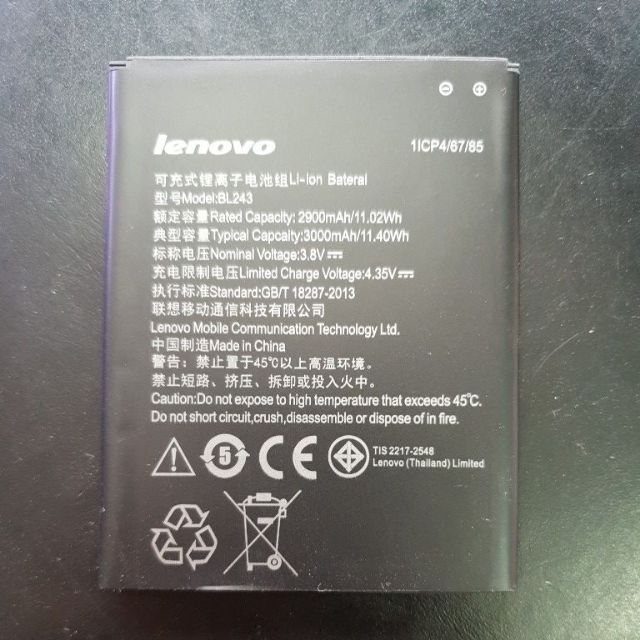 lenovo
1ICP4/67/85
可充式锂离子电池组Li-ion Bateral
型号Model:BL243
额定容量Rated Capacity: 2900mAh/11.02Wh
典型容量Typical Capcalty:3000mAh/11.40Wh
标称电压Nominal Voltage:3.8V
充电限制电压Limited Charge Voltage:4.35V
执行标准Standard:GB/T 18287-2013
联想移动通信科技有限公司
Lenovo Mobile Communication Technology Ltd.
中国制造Made in China
警告：禁止置于45℃以上高温环境。
禁止短路、挤压、拆卸或投入火中。
Caution:Do not expose to high temperature that exceeds 45℃.
Do not short circuit,crush,disassemble or dispose of in fire.
5
CE
TIS 2217-2548
Lenovo (Thailand) Limited